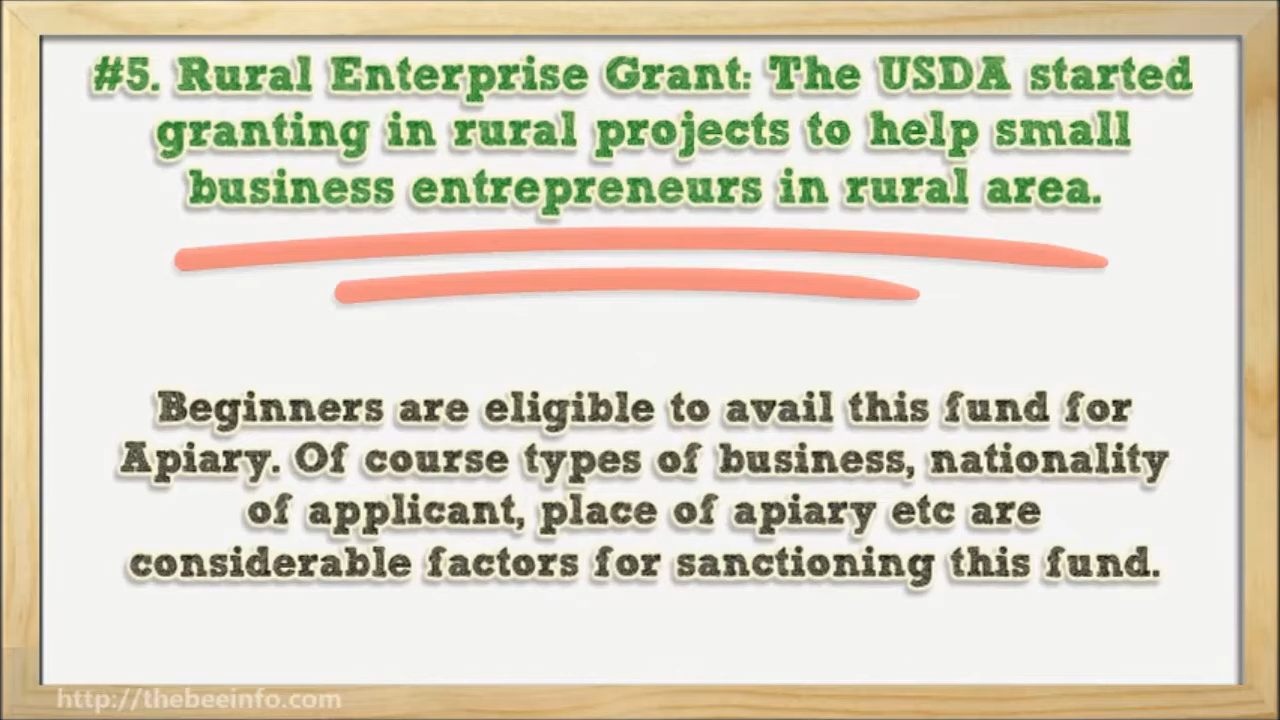 #5. Rural Enterprise Grant: The USDA started
granting in rural projects to help small
business entrepreneurs in rural area.
Beginners are eligible to avail this fund for
Apiary. Of course types of business, nationality
of applicant, place of apiary etc are
considerable factors for sanctioning this fund.
http://thebeeinfo.com